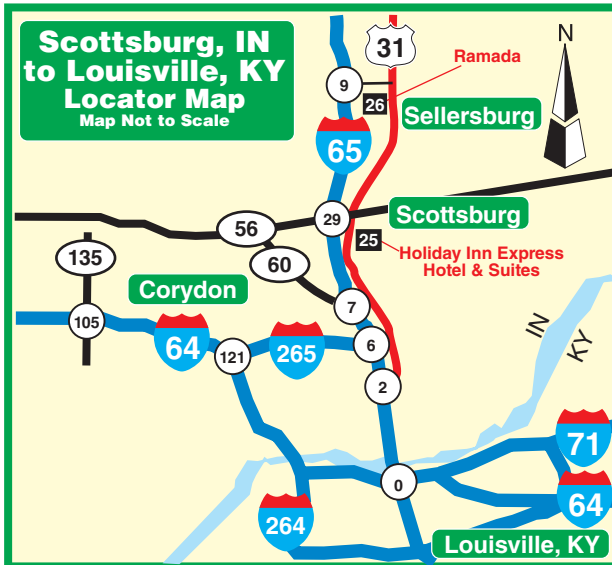 Scottsburg, IN
to Louisville, KY
Locator Map
Map Not to Scale
31
Ramada
N
9
26
Sellersburg
65
56
29
Scottsburg
25
Holiday Inn Express
Hotel & Suites
135
60
Corydon
7
105
64
121
265
6
2
IN
KY
71
0
64
264
Louisville, KY